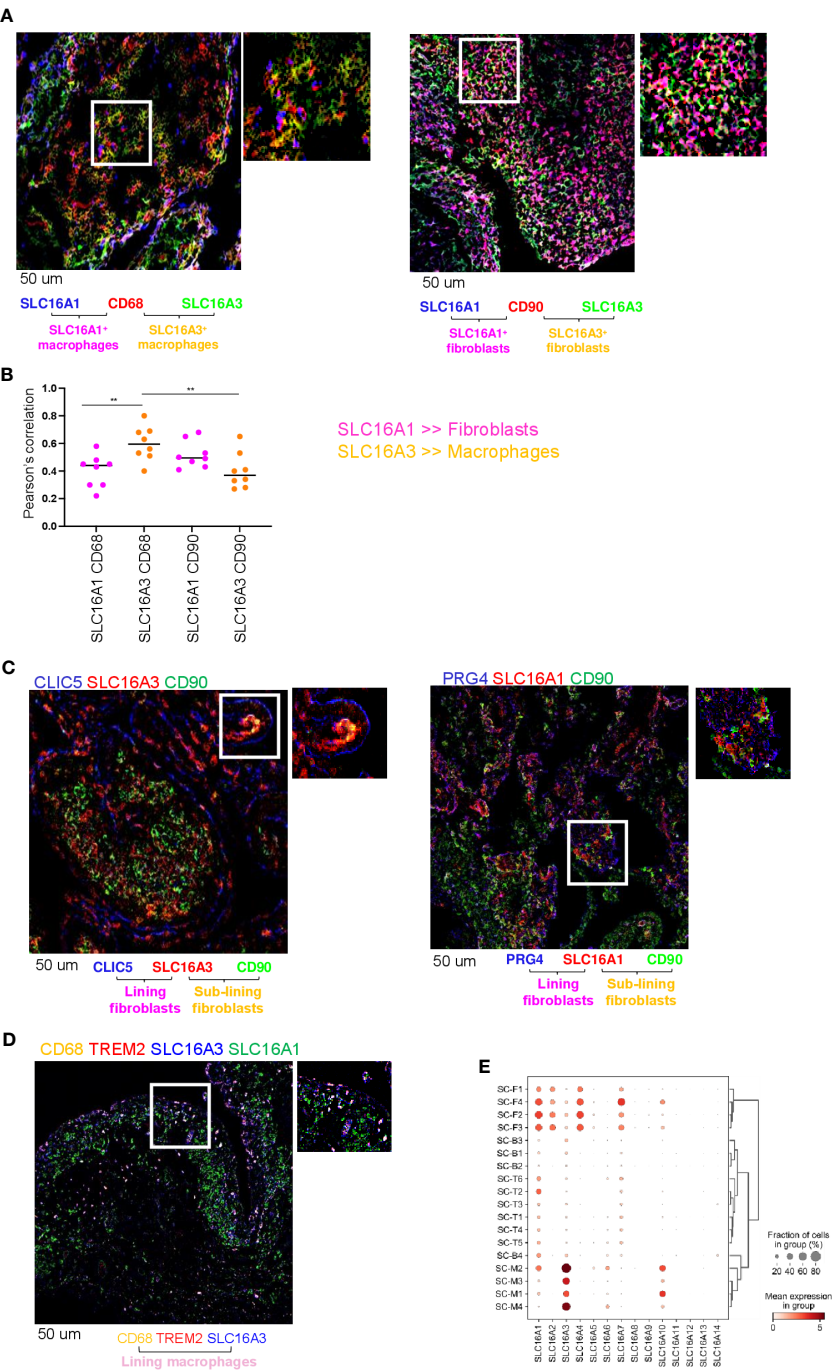 A
50 um
50 um
SLC16A1 CD68 SLC16A3
SLC16A1+ SLC16A3+
macrophages macrophages
SLC16A1 CD90 SLC16A3
SLC16A1+ SLC16A3+
fibroblasts fibroblasts
B
Pearson's correlation
1.0
0.8
0.6
0.4
0.2
0.0
** **
SLC16A1 CD68
SLC16A3 CD68
SLC16A1 CD90
SLC16A3 CD90
SLC16A1 >> Fibroblasts
SLC16A3 >> Macrophages
C
CLIC5 SLC16A3 CD90
50 um
CLIC5 SLC16A3 CD90
Lining Sub-lining
fibroblasts fibroblasts
PRG4 SLC16A1 CD90
50 um
PRG4 SLC16A1 CD90
Lining Sub-lining
fibroblasts fibroblasts
D
CD68 TREM2 SLC16A3 SLC16A1
50 um
CD68 TREM2 SLC16A3
Lining macrophages
E
SC-F1
SC-F4
SC-F2
SC-F3
SC-B3
SC-B1
SC-B2
SC-T6
SC-T2
SC-T3
SC-T1
SC-T4
SC-T5
SC-B4
SC-M2
SC-M3
SC-M1
SC-M4
SLC16A1
SLC16A2
SLC16A3
SLC16A4
SLC16A5
SLC16A6
SLC16A7
SLC16A8
SLC16A9
SLC16A10
SLC16A11
SLC16A12
SLC16A13
SLC16A14
Fraction of cells
in group (%)
20 40 60 80
Mean expression
in group
0 5